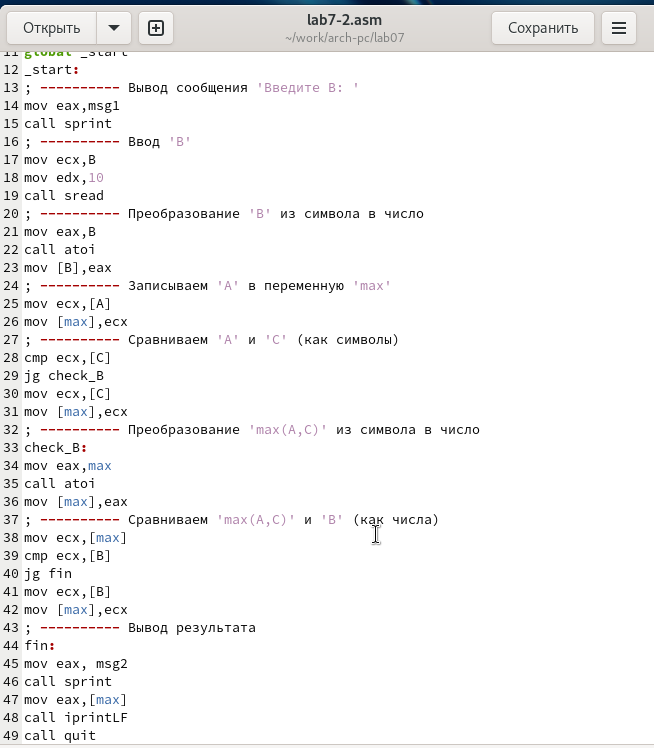 Открыть
lab7-2.asm
~/work/arch-pc/lab07
Сохранить
11 global _start
12 _start:
13 ; ---------- Вывод сообщения 'Введите B: '
14 mov eax,msg1
15 call sprint
16 ; ---------- Ввод 'B'
17 mov ecx,B
18 mov edx,10
19 call sread
20 ; ---------- Преобразование 'B' из символа в число
21 mov eax,B
22 call atoi
23 mov [B],eax
24 ; ---------- Записываем 'A' в переменную 'max'
25 mov ecx,[A]
26 mov [max],ecx
27 ; ---------- Сравниваем 'A' и 'C' (как символы)
28 cmp ecx,[C]
29 jg check_B
30 mov ecx,[C]
31 mov [max],ecx
32 ; ---------- Преобразование 'max(A,C)' из символа в число
33 check_B:
34 mov eax,max
35 call atoi
36 mov [max],eax
37 ; ---------- Сравниваем 'max(A,C)' и 'B' (как числа)
38 mov ecx,[max]
39 cmp ecx,[B]
40 jg fin
41 mov ecx,[B]
42 mov [max],ecx
43 ; ---------- Вывод результата
44 fin:
45 mov eax, msg2
46 call sprint
47 mov eax,[max]
48 call iprintLF
49 call quit